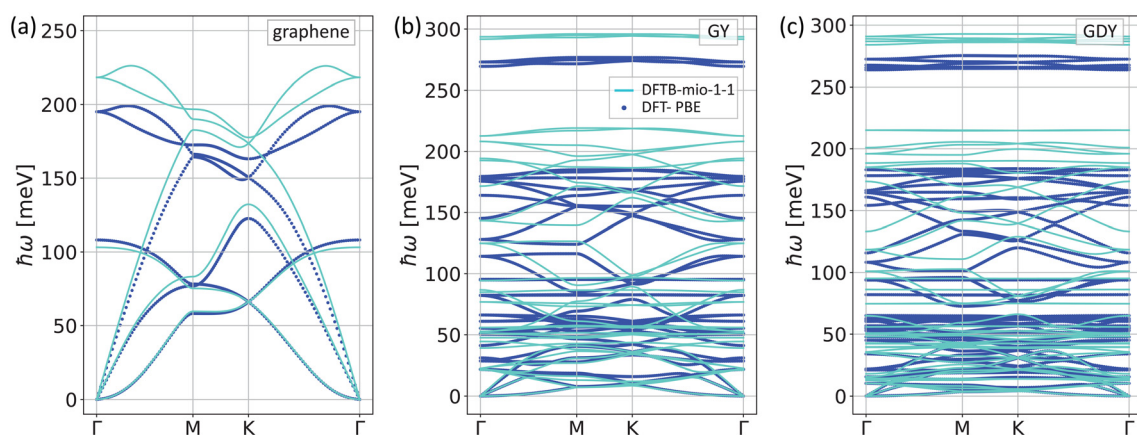 (a)
graphene
ħω [meV]
250
200
150
100
50
0
Γ M K Γ
(b)
GY
DFTB-mio-1-1
DFT- PBE
ħω [meV]
300
250
200
150
100
50
0
Γ M K Γ
(c)
GDY
ħω [meV]
300
250
200
150
100
50
0
Γ M K Γ